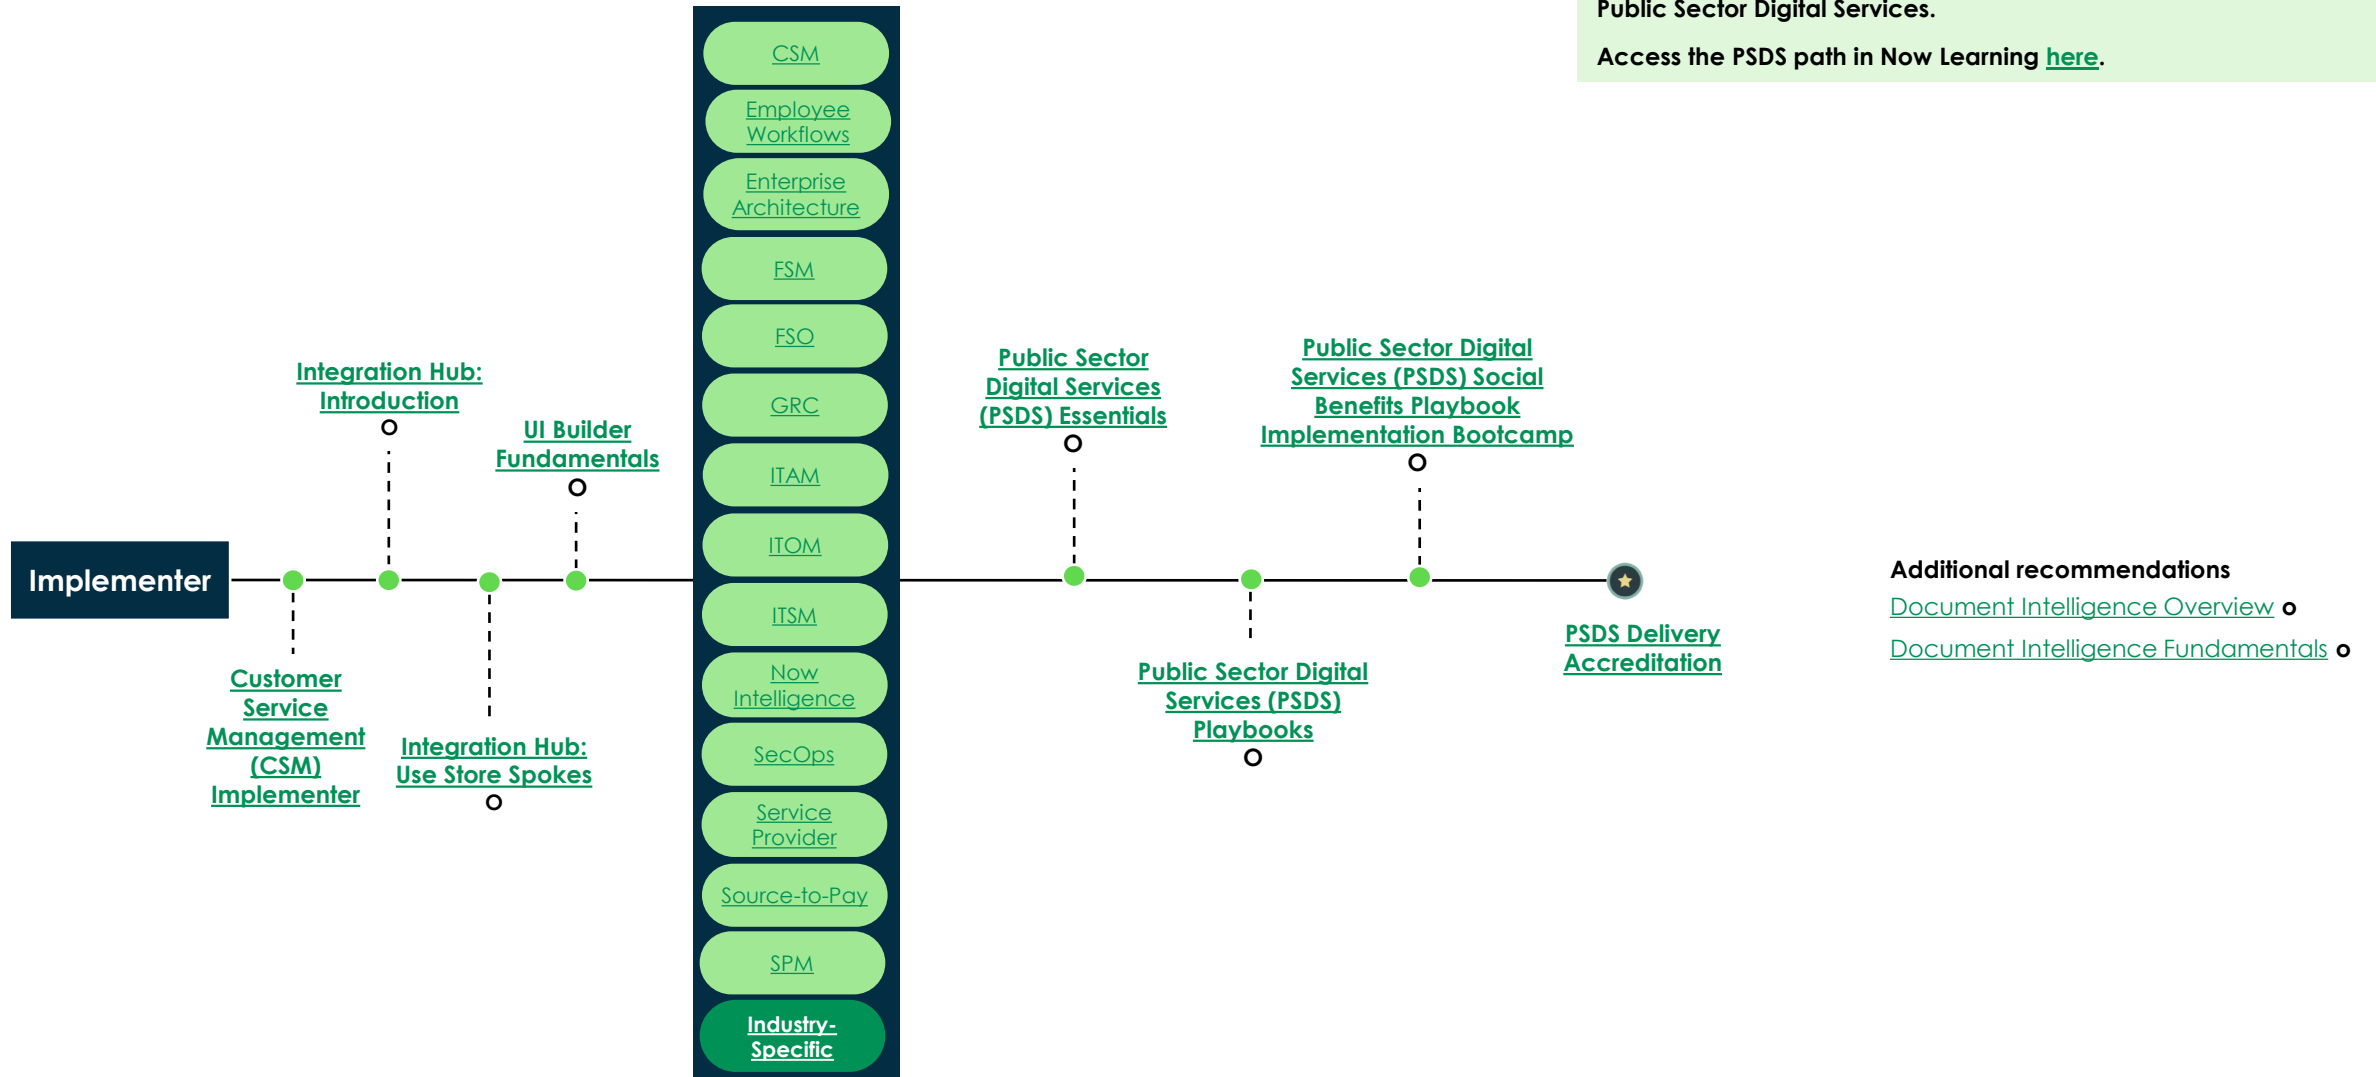 Public Sector Digital Services.
Access the PSDS path in Now Learning here.
CSM
Employee
Workflows
Enterprise
Architecture
FSM
FSO
GRC
ITAM
ITOM
ITSM
Now
Intelligence
SecOps
Service
Provider
Source-to-Pay
SPM
Industry-
Specific
Implementer
Customer
Service
Management
(CSM)
Implementer
Integration Hub:
Introduction
Integration Hub:
Use Store Spokes
UI Builder
Fundamentals
Public Sector
Digital Services
(PSDS) Essentials
Public Sector Digital
Services (PSDS)
Playbooks
Public Sector Digital
Services (PSDS) Social
Benefits Playbook
Implementation Bootcamp
PSDS Delivery
Accreditation
Additional recommendations
Document Intelligence Overview
Document Intelligence Fundamentals